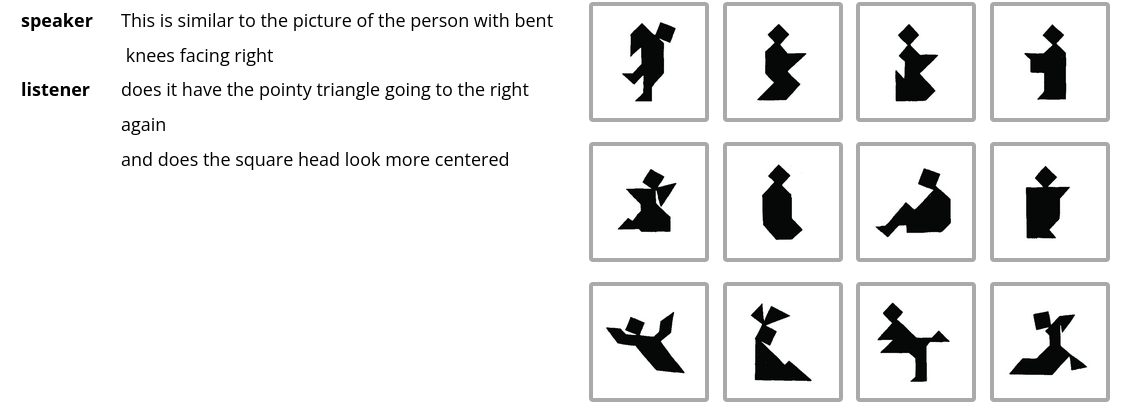 speaker This is similar to the picture of the person with bent
knees facing right
listener does it have the pointy triangle going to the right
again
and does the square head look more centered